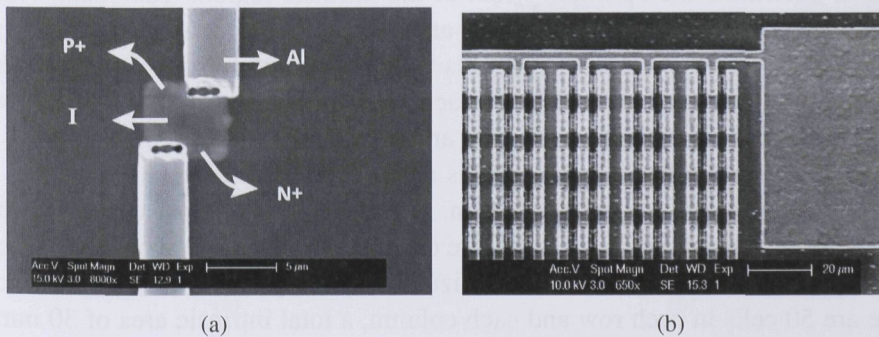 P+
Al
I
N+
Acc.V Spot Magn Det WD Exp 5 μm
15.0 kV 3.0 8000x SE 12.9 1
(a)
Acc.V Spot Magn Det WD Exp 20 μm
10.0 kV 3.0 650x SE 15.3 1
(b)